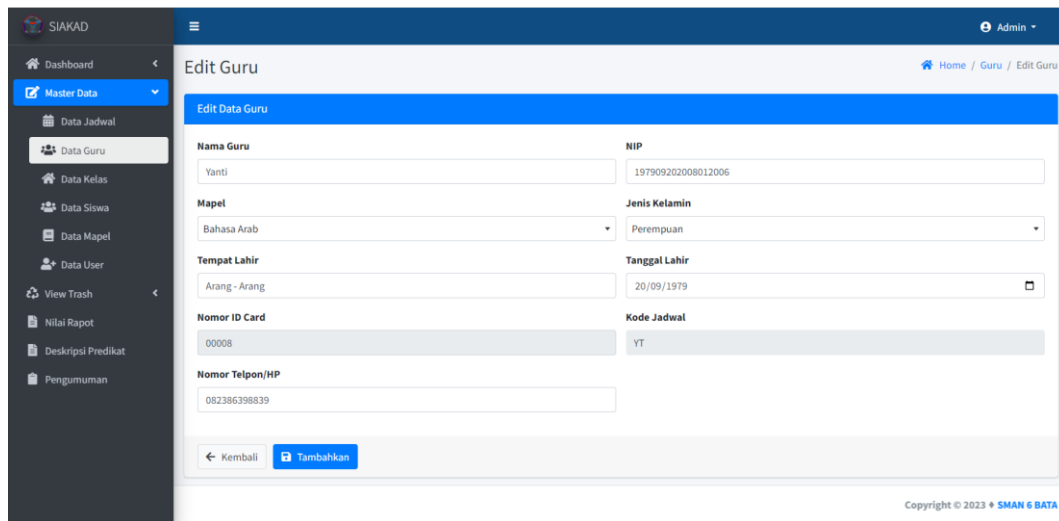 SIAKAD
Admin
Dashboard
Master Data
Data Jadwal
Data Guru
Data Kelas
Data Siswa
Data Mapel
Data User
View Trash
Nilai Rapot
Deskripsi Predikat
Pengumuman
Edit Guru
Home / Guru / Edit Guru
Edit Data Guru
Nama Guru
NIP
Yanti
197909202008012006
Mapel
Jenis Kelamin
Bahasa Arab
Perempuan
Tempat Lahir
Tanggal Lahir
Arang - Arang
20/09/1979
Nomor ID Card
Kode Jadwal
00008
YT
Nomor Telpon/HP
082386398839
Kembali
Tambahkan
Copyright © 2023 ♦ SMAN 6 BATA